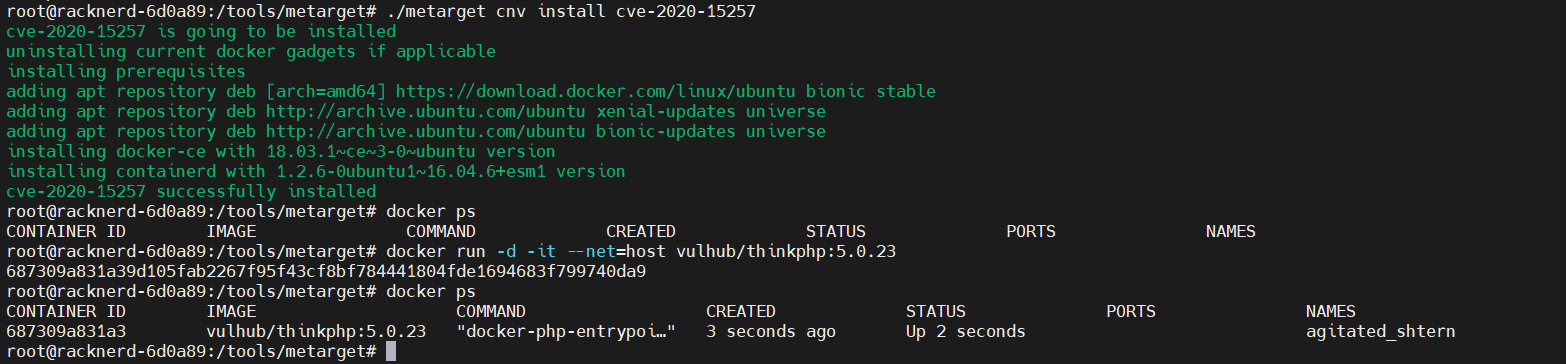 root@racknerd-6d0a89:/tools/metarget# ./metarget cnv install cve-2020-15257
cve-2020-15257 is going to be installed
uninstalling current docker gadgets if applicable
installing prerequisites
adding apt repository deb [arch=amd64] https://download.docker.com/linux/ubuntu bionic stable
adding apt repository deb http://archive.ubuntu.com/ubuntu xenial-updates universe
adding apt repository deb http://archive.ubuntu.com/ubuntu bionic-updates universe
installing docker-ce with 18.03.1~ce~3-0~ubuntu version
installing containerd with 1.2.6-0ubuntu1~16.04.6+esm1 version
cve-2020-15257 successfully installed
root@racknerd-6d0a89:/tools/metarget# docker ps
CONTAINER ID        IMAGE               COMMAND             CREATED             STATUS              PORTS               NAMES
root@racknerd-6d0a89:/tools/metarget# docker run -d -it --net=host vulhub/thinkphp:5.0.23
687309a831a39d105fab2267f95f43cf8bf784441804fde1694683f799740da9
root@racknerd-6d0a89:/tools/metarget# docker ps
CONTAINER ID        IMAGE                    COMMAND                  CREATED             STATUS              PORTS               NAMES
687309a831a3        vulhub/thinkphp:5.0.23   "docker-php-entrypoi…"   3 seconds ago       Up 2 seconds                            agitated_shtern
root@racknerd-6d0a89:/tools/metarget#